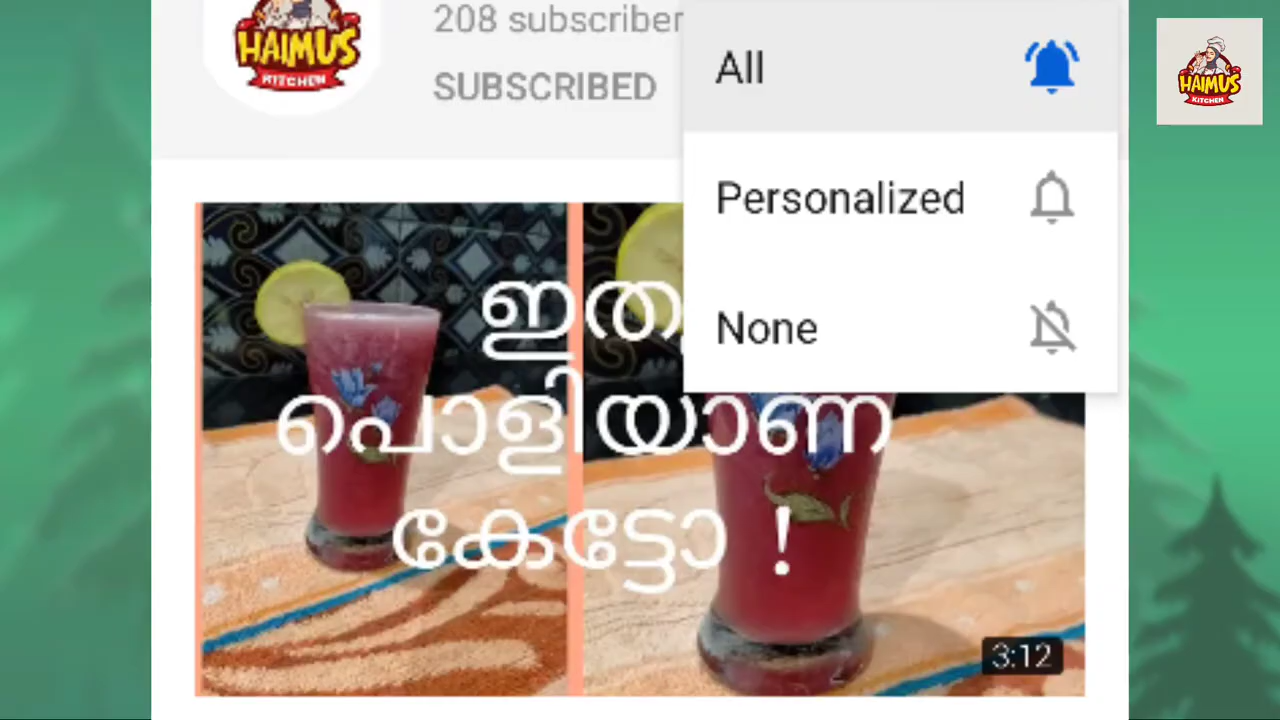 HAIMUS
KITCHEN
208 subscriber
SUBSCRIBED
All
Personalized
None
HAIMUS
KITCHEN
ഇത
പൊളിയാണ
കേട്ടോ !
3:12